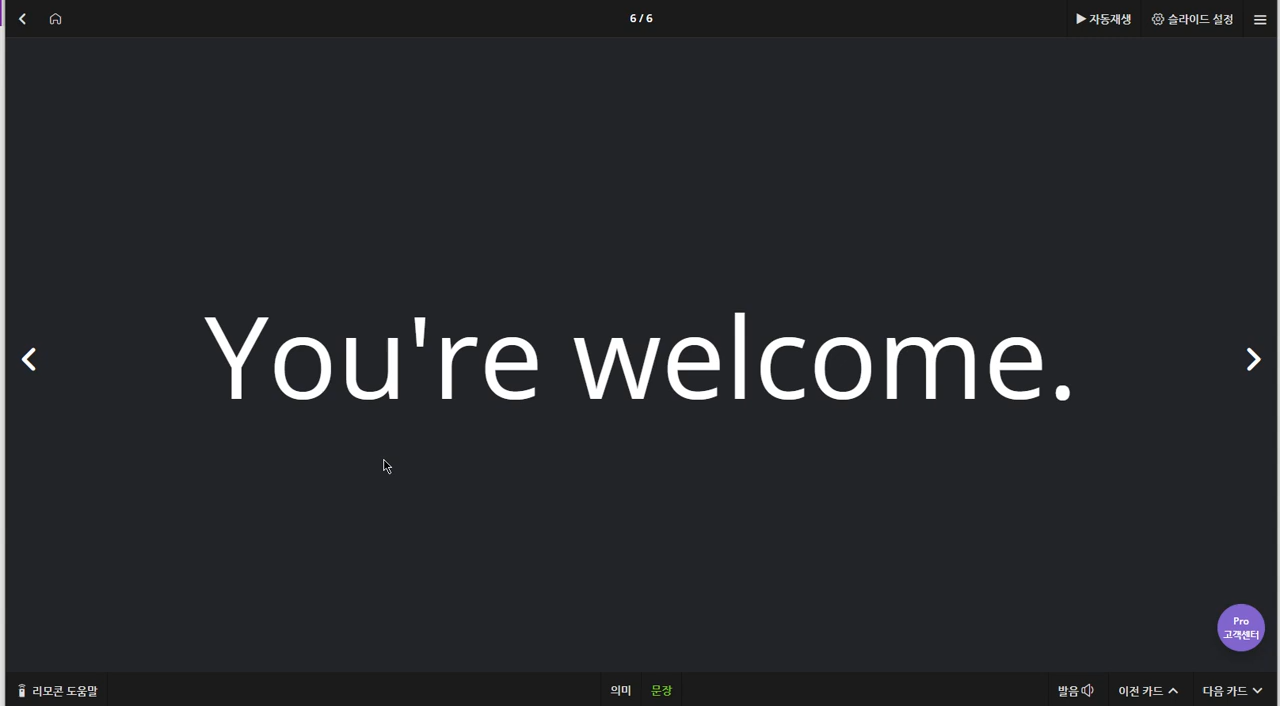 6 / 6
자동재생
슬라이드 설정
You're welcome.
Pro
고객센터
리모콘 도움말
의미
문장
발음
이전 카드
다음 카드